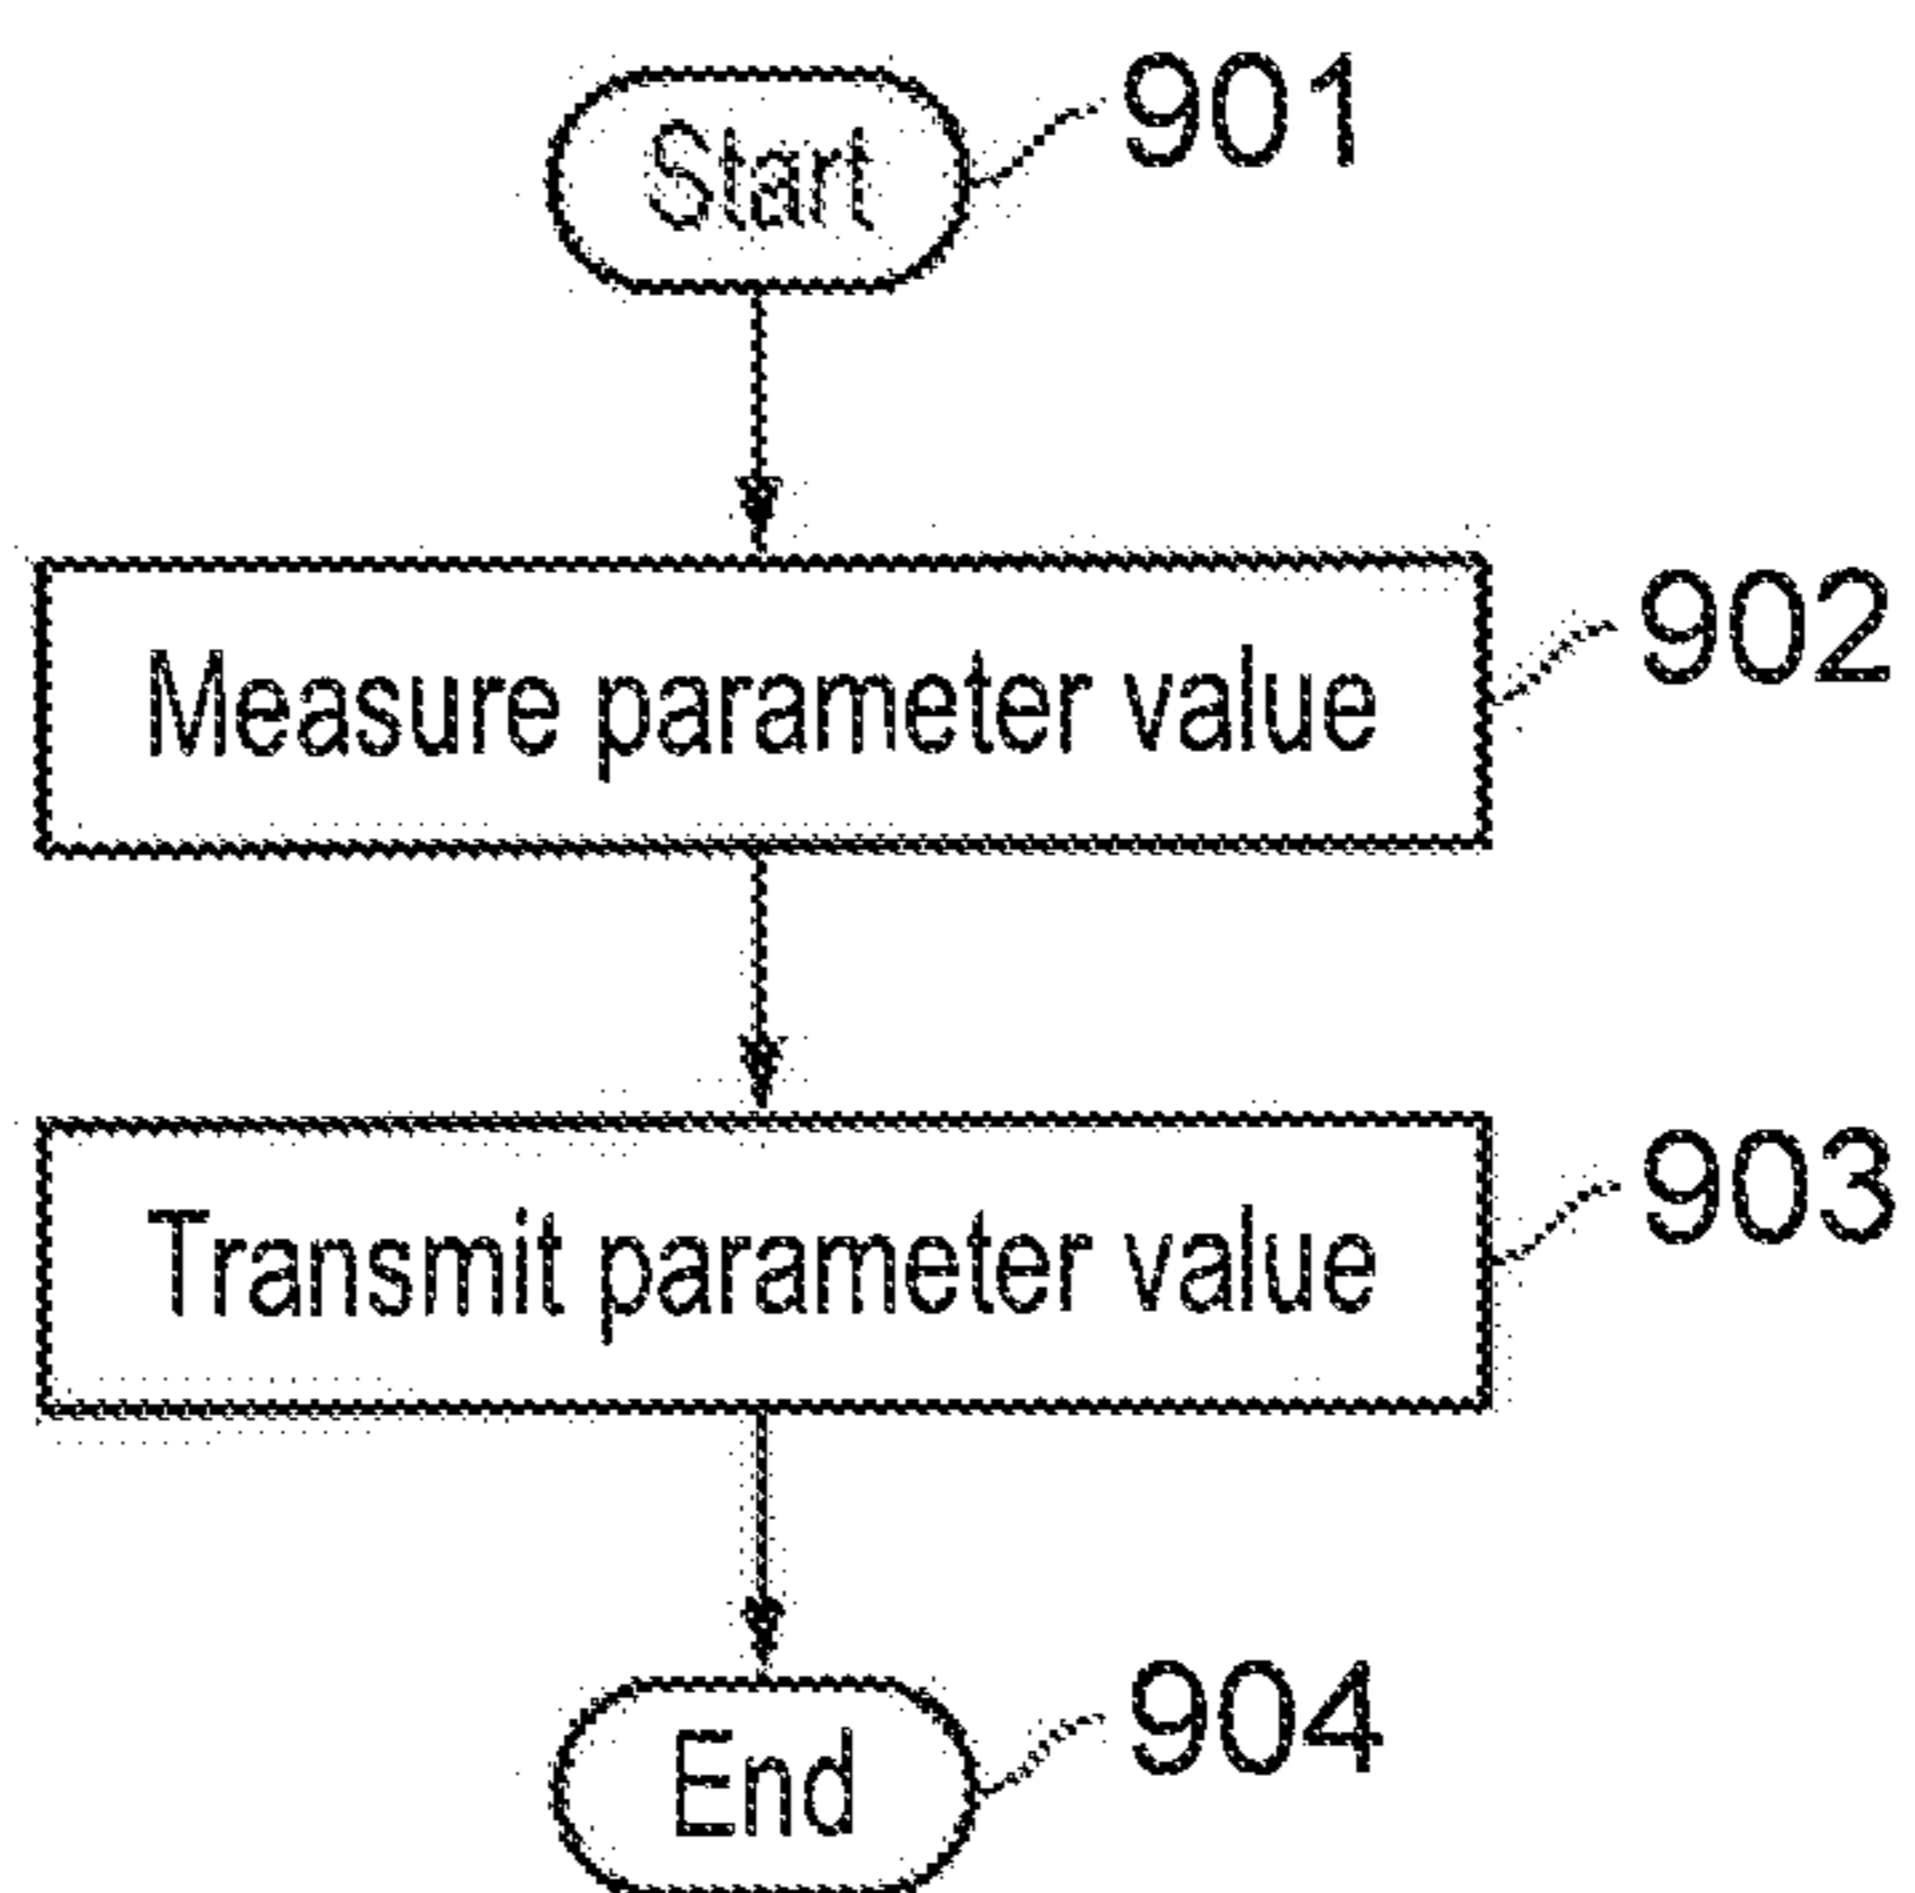 Start
901
Measure parameter value
902
Transmit parameter value
903
End
904